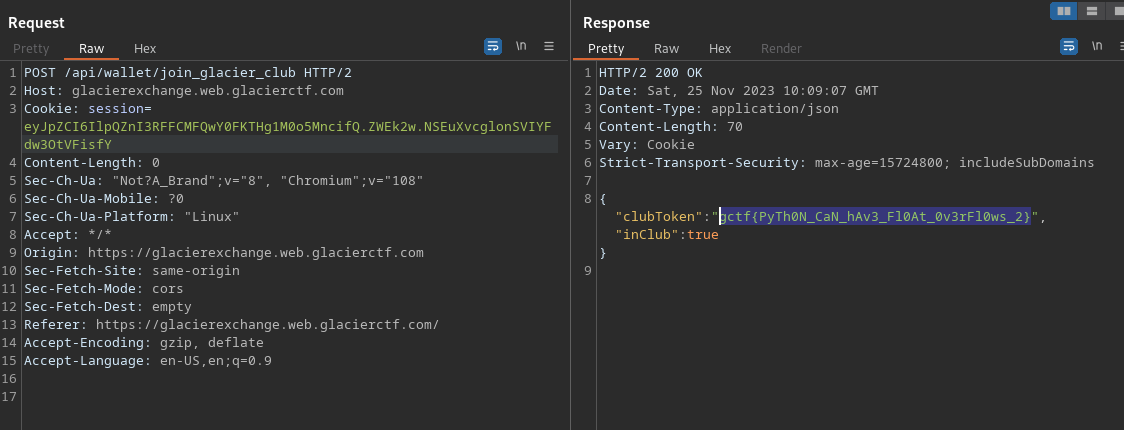 Request
Pretty Raw Hex
\n
1 POST /api/wallet/join_glacier_club HTTP/2
2 Host: glacierexchange.web.glacierctf.com
3 Cookie: session=
eyJpZCI6IlpQZnI3RFFCMFQwY0FKTHg1M0o5MncifQ.ZWEk2w.NSEuXvcglonSVIYF
dw3OtVFisfY
4 Content-Length: 0
5 Sec-Ch-Ua: "Not?A_Brand";v="8", "Chromium";v="108"
6 Sec-Ch-Ua-Mobile: ?0
7 Sec-Ch-Ua-Platform: "Linux"
8 Accept: */*
9 Origin: https://glacierexchange.web.glacierctf.com
10 Sec-Fetch-Site: same-origin
11 Sec-Fetch-Mode: cors
12 Sec-Fetch-Dest: empty
13 Referer: https://glacierexchange.web.glacierctf.com/
14 Accept-Encoding: gzip, deflate
15 Accept-Language: en-US,en;q=0.9
16
17
Response
Pretty Raw Hex Render
\n
1 HTTP/2 200 OK
2 Date: Sat, 25 Nov 2023 10:09:07 GMT
3 Content-Type: application/json
4 Content-Length: 70
5 Vary: Cookie
6 Strict-Transport-Security: max-age=15724800; includeSubDomains
7
8 {
"clubToken":"gctf{PyTh0N_CaN_hAv3_Fl0At_0v3rFl0ws_2}",
"inClub":true
}
9